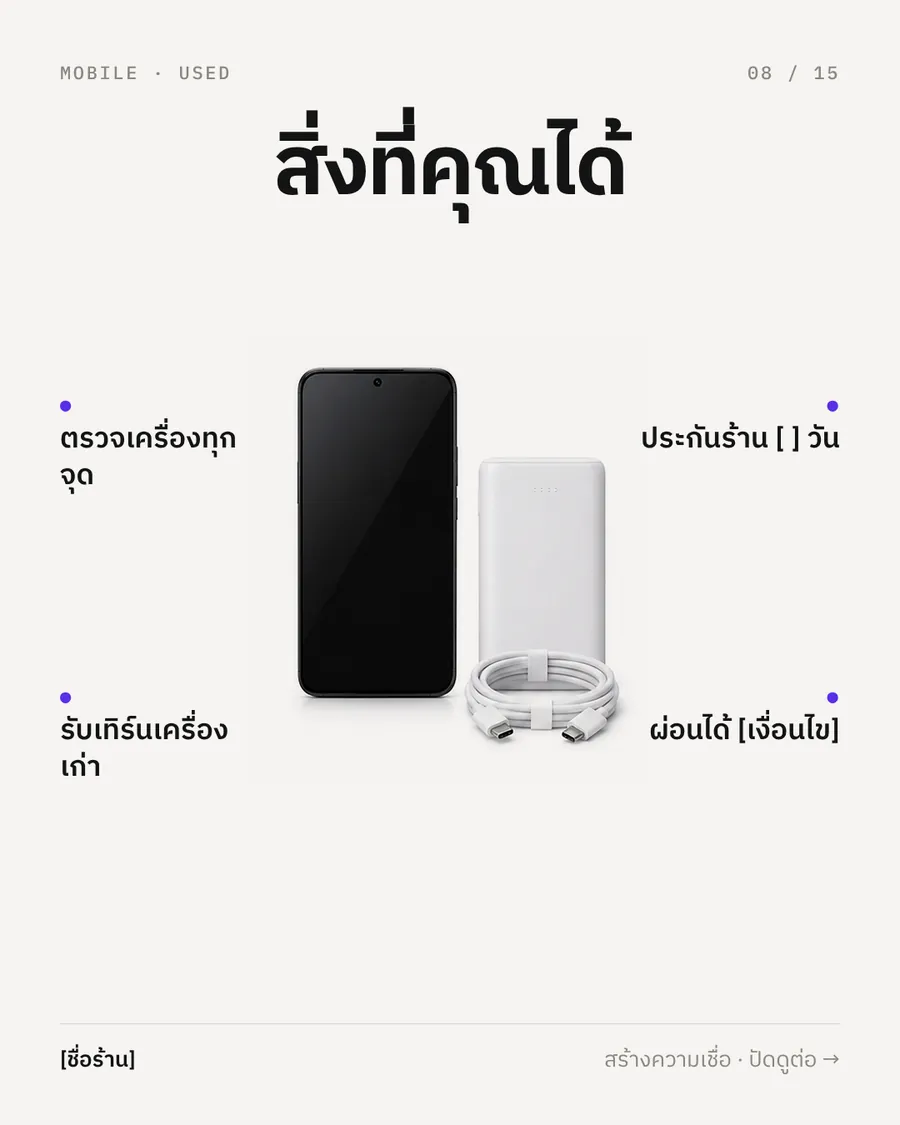 MOBILE · USED
08 / 15
สิ่งที่คุณได้
ตรวจเครื่องทุก
จุด
ประกันร้าน [ ] วัน
รับเทิร์นเครื่อง
เก่า
ผ่อนได้ [เงื่อนไข]
[ชื่อร้าน]
สร้างความเชื่อ · ปัดดูต่อ →